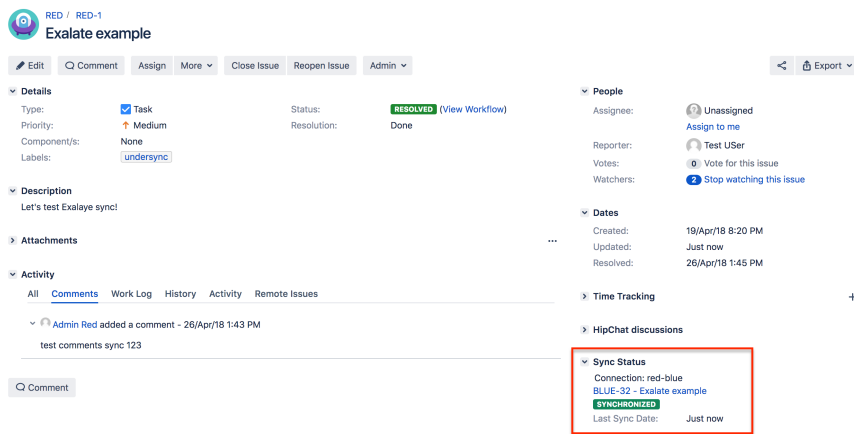 RED / RED-1
Exalate example
Edit Comment Assign More Close Issue Reopen Issue Admin Export
Details
Type: Task Status: RESOLVED (View Workflow)
Priority: Medium Resolution: Done
Component/s: None
Labels: undersync
Description
Let's test Exalaye sync!
Attachments
Activity
All Comments Work Log History Activity Remote Issues
Admin Red added a comment - 26/Apr/18 1:43 PM
test comments sync 123
Comment
People
Assignee: Unassigned
Assign to me
Reporter: Test USer
Votes: 0 Vote for this issue
Watchers: 2 Stop watching this issue
Dates
Created: 19/Apr/18 8:20 PM
Updated: Just now
Resolved: 26/Apr/18 1:45 PM
Time Tracking
HipChat discussions
Sync Status
Connection: red-blue
BLUE-32 - Exalate example
SYNCHRONIZED
Last Sync Date: Just now